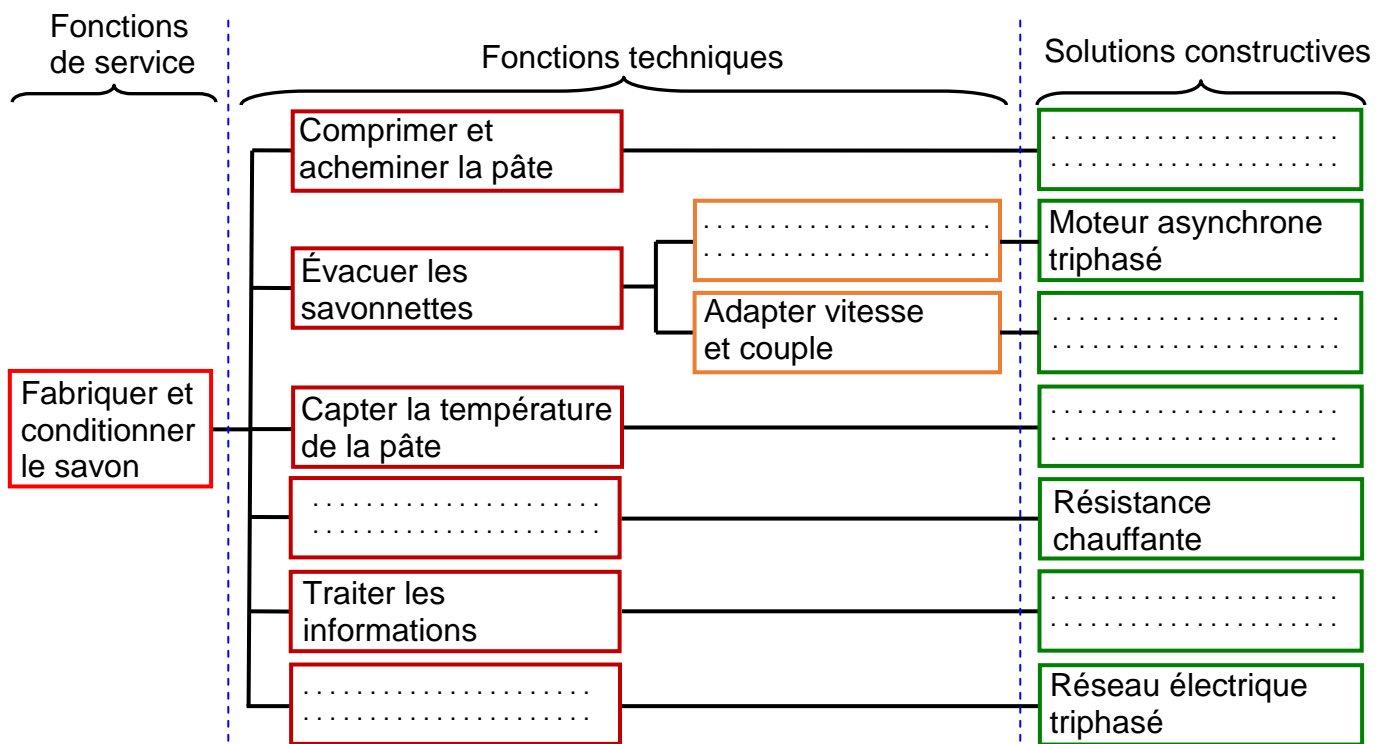 Fonctions
de service
Fonctions techniques
Solutions constructives
Comprimer et
acheminer la pâte
. . . . . . . . . . . . . . . . . . . . . .
. . . . . . . . . . . . . . . . . . . . . .
. . . . . . . . . . . . . . . . . . . . . .
. . . . . . . . . . . . . . . . . . . . . .
Moteur asynchrone
triphasé
Évacuer les
savonnettes
Adapter vitesse
et couple
. . . . . . . . . . . . . . . . . . . . . .
. . . . . . . . . . . . . . . . . . . . . .
Fabriquer et
conditionner
le savon
Capter la température
de la pâte
. . . . . . . . . . . . . . . . . . . . . .
. . . . . . . . . . . . . . . . . . . . . .
. . . . . . . . . . . . . . . . . . . . . .
. . . . . . . . . . . . . . . . . . . . . .
Résistance
chauffante
Traiter les
informations
. . . . . . . . . . . . . . . . . . . . . .
. . . . . . . . . . . . . . . . . . . . . .
. . . . . . . . . . . . . . . . . . . . . .
. . . . . . . . . . . . . . . . . . . . . .
Réseau électrique
triphasé